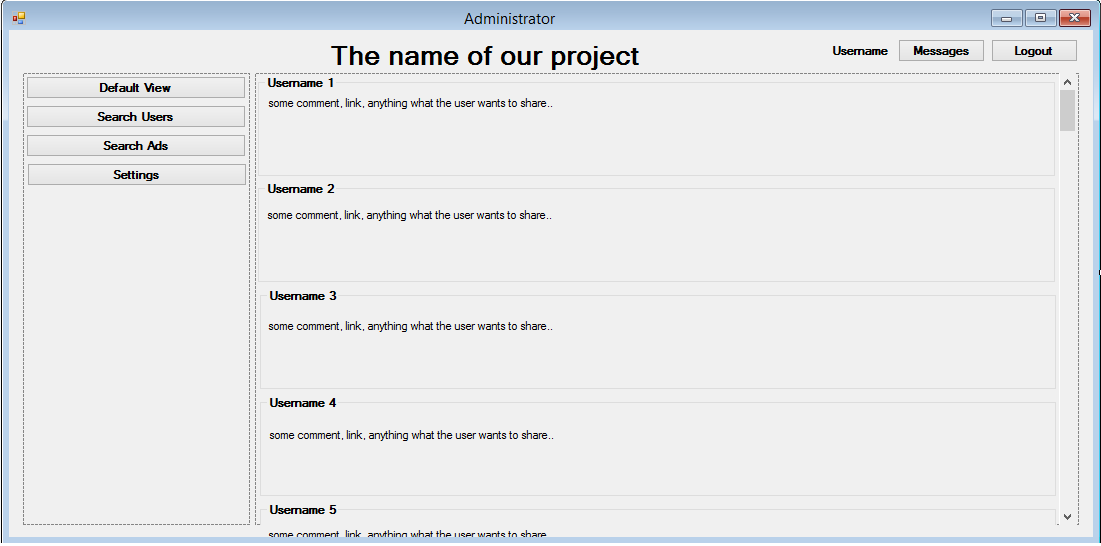 Administrator
The name of our project
Username Messages Logout
Default View
Search Users
Search Ads
Settings
Username 1
some comment, link, anything what the user wants to share..
Username 2
some comment, link, anything what the user wants to share..
Username 3
some comment, link, anything what the user wants to share..
Username 4
some comment, link, anything what the user wants to share..
Username 5
some comment, link, anything what the user wants to share..